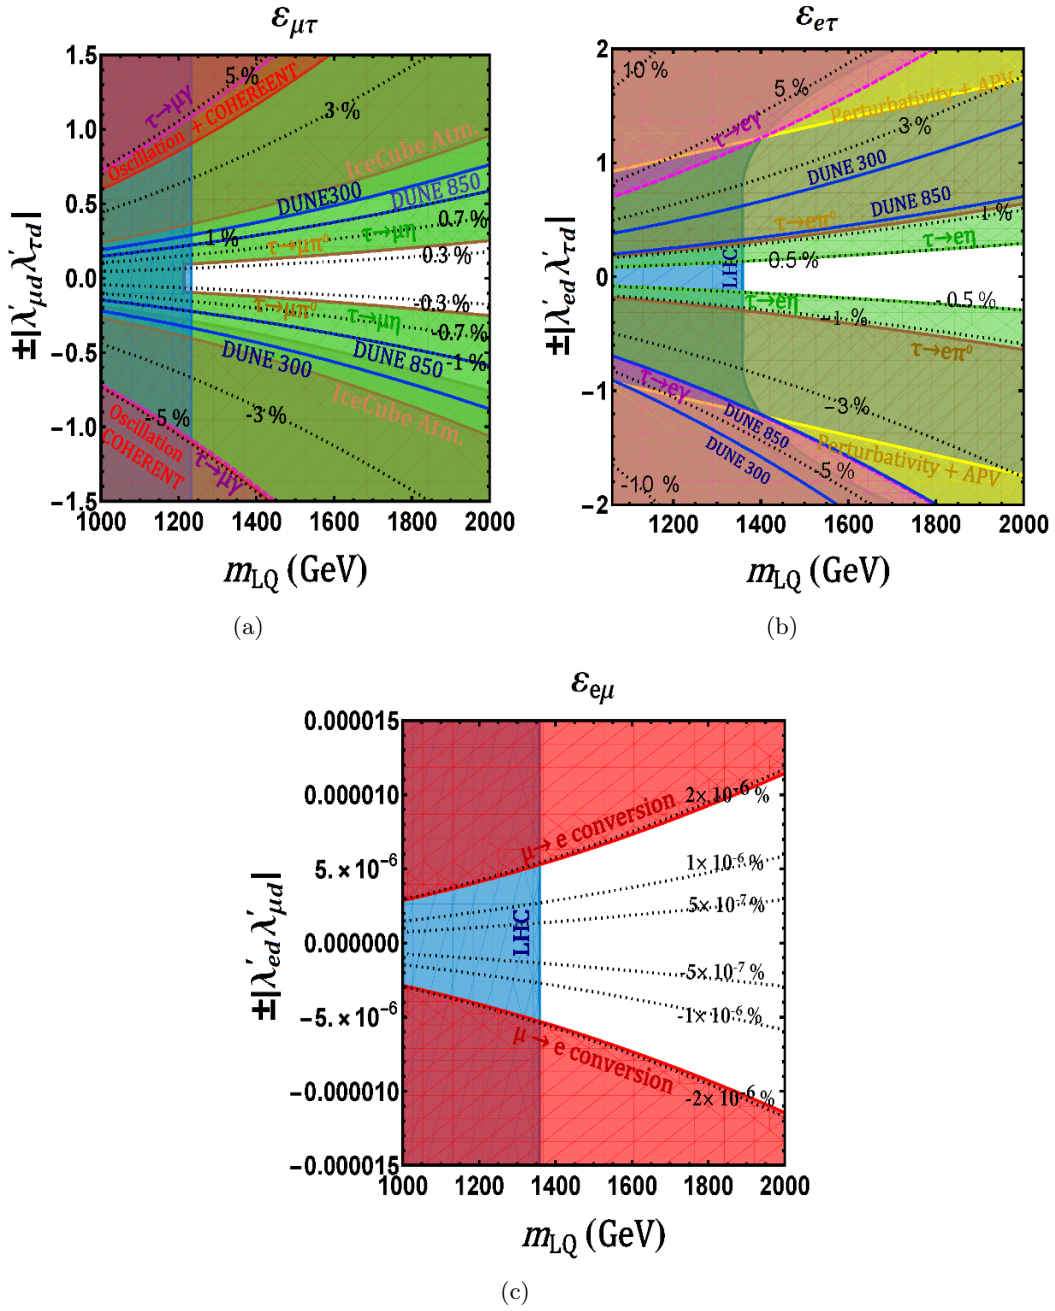 ε_μτ
±|λ′_μd λ′_τd|
1.5
1.0
0.5
0.0
−0.5
−1.0
−1.5
5 %
τ→μγ
Oscillation + COHEREENT
3 %
IceCube Atm.
DUNE300
DUNE 850
1 %
0.7 %
τ→μπ⁰
τ→μη
0.3 %
-0.3 %
τ→μπ⁰
τ→μη
-0.7%
-1 %
DUNE 300
DUNE 850
-5 %
-3 %
IceCube Atm.
Oscillation
COHERENT
τ→μγ
1000 1200 1400 1600 1800 2000
m_LQ (GeV)
(a)
ε_eτ
±|λ′_ed λ′_τd|
2
1
0
−1
−2
10 %
5 %
τ→eγ
Perturbativity + APV
3 %
DUNE 300
DUNE 850
τ→eπ⁰
1 %
τ→eη
LHC
0.5 %
τ→eη
-0.5 %
−1 %
τ→eπ⁰
τ→eγ
−3 %
DUNE 850
DUNE 300
Perturbativity + APV
-5 %
-10 %
1200 1400 1600 1800 2000
m_LQ (GeV)
(b)
ε_eμ
±|λ′_ed λ′_μd|
0.000015
0.000010
5.×10⁻⁶
0.000000
−5.×10⁻⁶
−0.000010
−0.000015
2×10⁻⁶ %
μ→ e conversion
1×10⁻⁶ %
5×10⁻⁷ %
LHC
-5×10⁻⁷ %
-1×10⁻⁶ %
μ→ e conversion
-2×10⁻⁶ %
1000 1200 1400 1600 1800 2000
m_LQ (GeV)
(c)